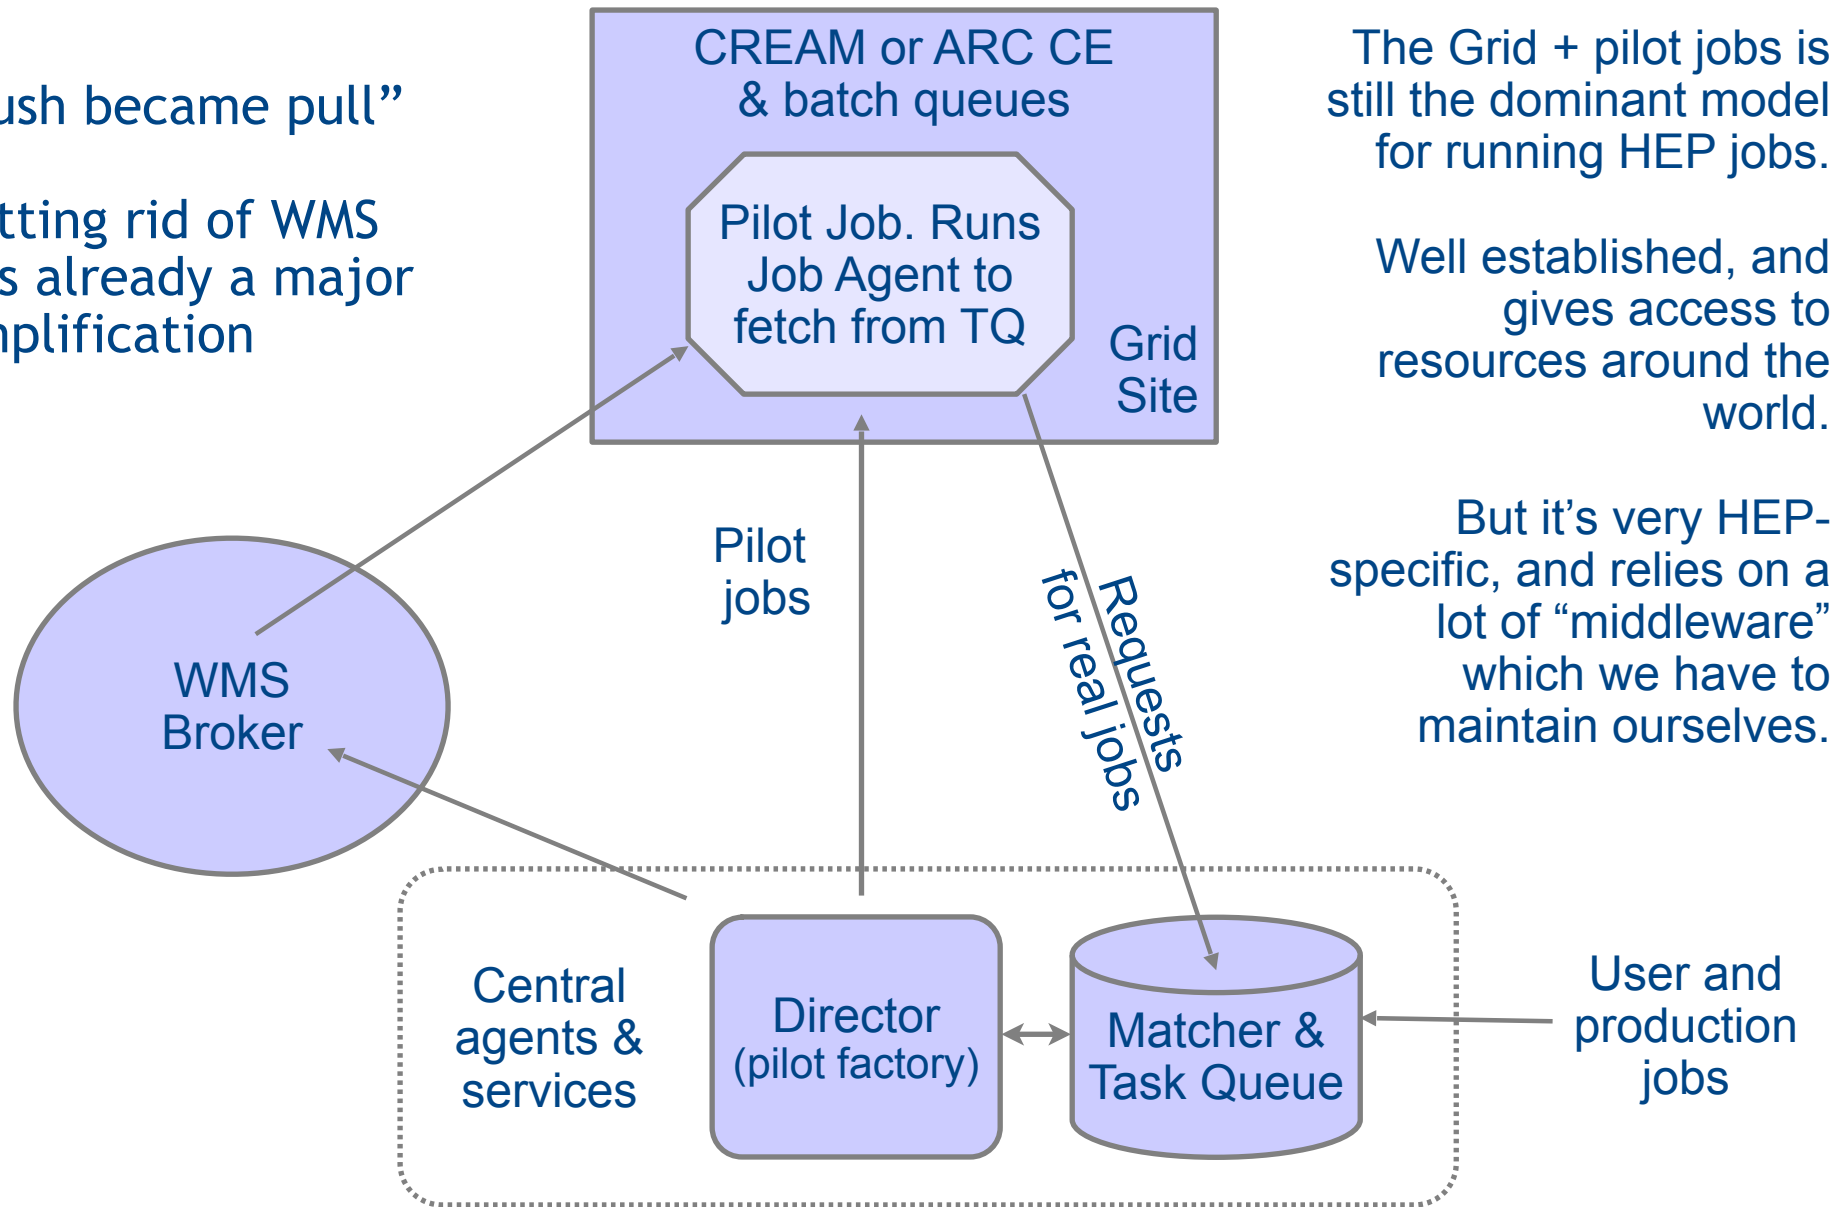 ush became pull”
tting rid of WMS
s already a major
nplification
CREAM or ARC CE
& batch queues
Pilot Job. Runs
Job Agent to
fetch from TQ
Grid
Site
The Grid + pilot jobs is
still the dominant model
for running HEP jobs.
Well established, and
gives access to
resources around the
world.
But it’s very HEP-
specific, and relies on a
lot of “middleware”
which we have to
maintain ourselves.
Pilot
jobs
Requests
for real jobs
WMS
Broker
Central
agents &
services
Director
(pilot factory)
Matcher &
Task Queue
User and
production
jobs